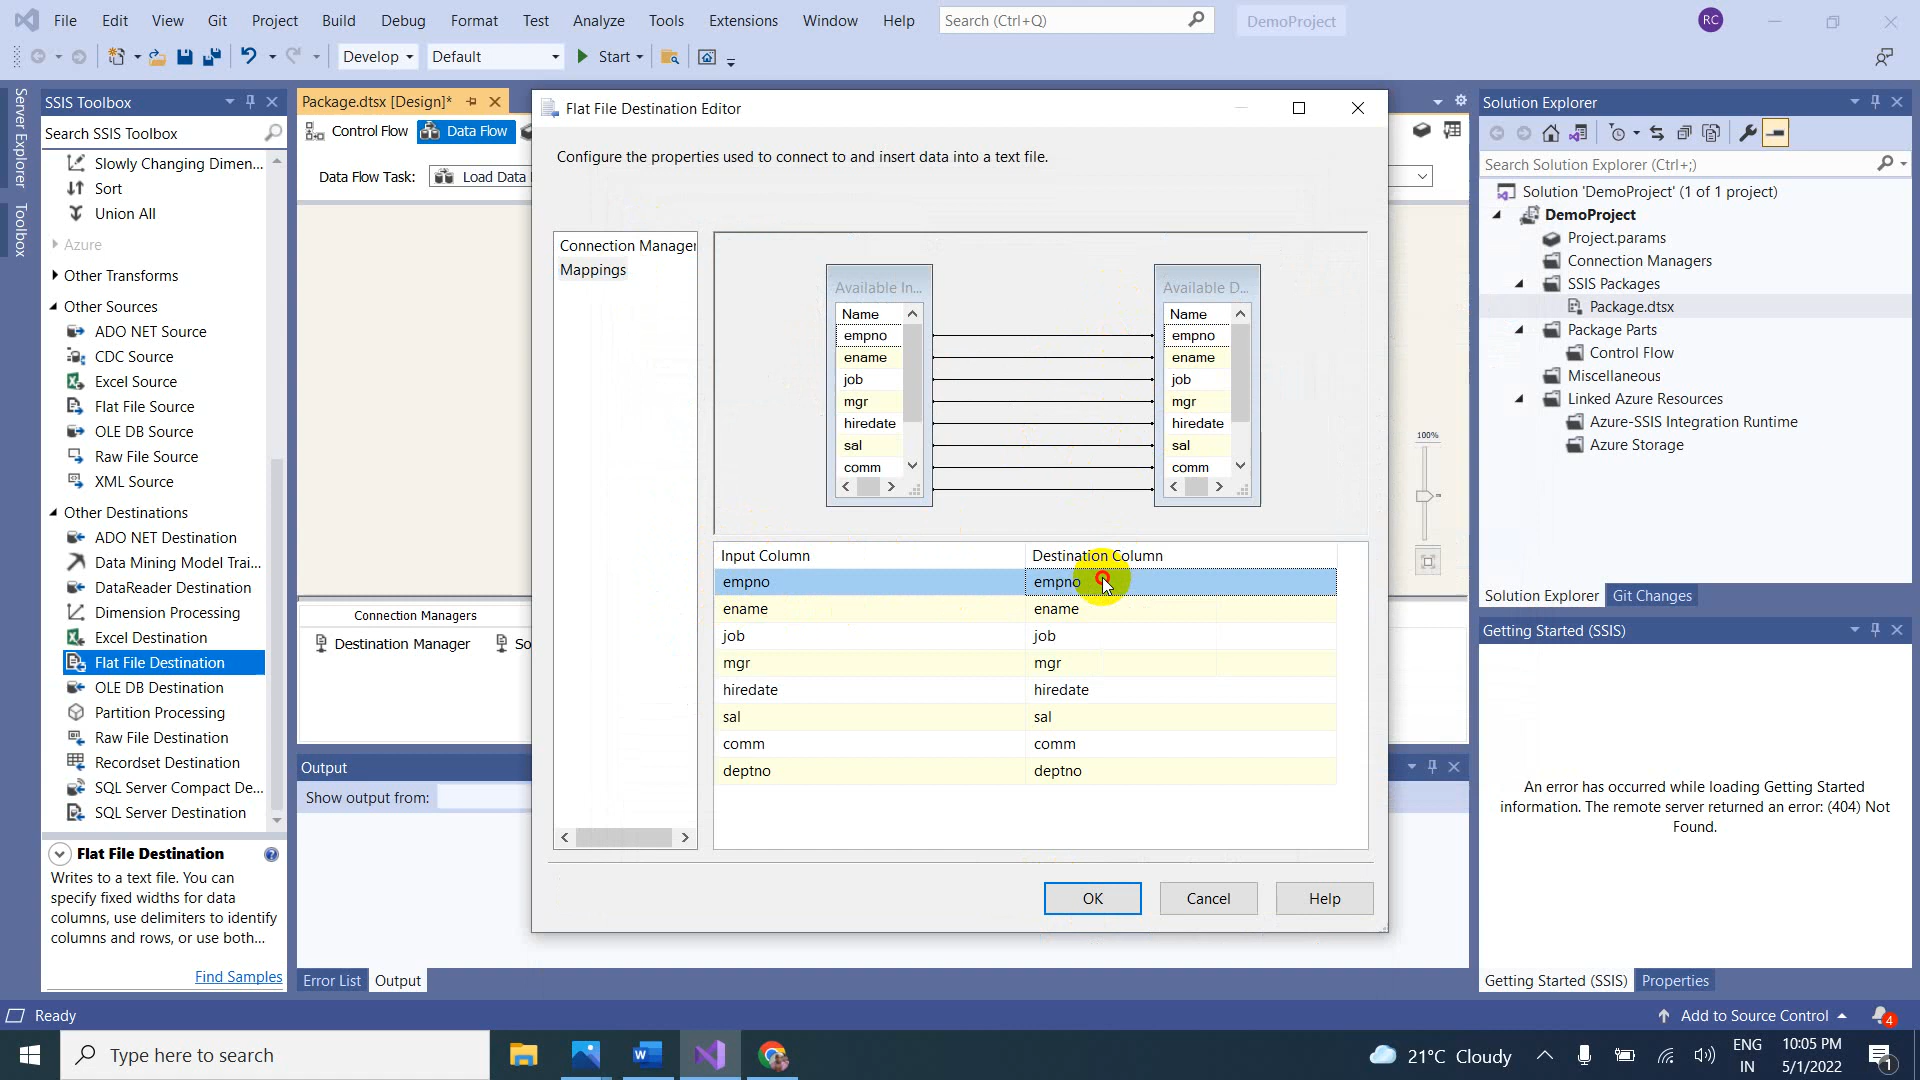 File Edit View Git Project Build Debug Format Test Analyze Tools Extensions Window Help Search (Ctrl+Q) DemoProject RC
Develop Default Start
Server Explorer
Toolbox
SSIS Toolbox
Search SSIS Toolbox
Slowly Changing Dimen...
Sort
Union All
Azure
Other Transforms
Other Sources
ADO NET Source
CDC Source
Excel Source
Flat File Source
OLE DB Source
Raw File Source
XML Source
Other Destinations
ADO NET Destination
Data Mining Model Trai...
DataReader Destination
Dimension Processing
Excel Destination
Flat File Destination
OLE DB Destination
Partition Processing
Raw File Destination
Recordset Destination
SQL Server Compact De...
SQL Server Destination
Flat File Destination
Writes to a text file. You can
specify fixed widths for data
columns, use delimiters to identify
columns and rows, or use both...
Find Samples
Package.dtsx [Design]*
Control Flow Data Flow
Data Flow Task: Load Data
100%
Connection Managers
Destination Manager So
Output
Show output from:
Error List Output
Flat File Destination Editor
Configure the properties used to connect to and insert data into a text file.
Connection Manager
Mappings
Available In...
Name
empno
ename
job
mgr
hiredate
sal
comm
Available D...
Name
empno
ename
job
mgr
hiredate
sal
comm
Input Column Destination Column
empno empno
ename ename
job job
mgr mgr
hiredate hiredate
sal sal
comm comm
deptno deptno
OK Cancel Help
Solution Explorer
Search Solution Explorer (Ctrl+;)
Solution 'DemoProject' (1 of 1 project)
DemoProject
Project.params
Connection Managers
SSIS Packages
Package.dtsx
Package Parts
Control Flow
Miscellaneous
Linked Azure Resources
Azure-SSIS Integration Runtime
Azure Storage
Solution Explorer Git Changes
Getting Started (SSIS)
An error has occurred while loading Getting Started
information. The remote server returned an error: (404) Not
Found.
Getting Started (SSIS) Properties
Ready Add to Source Control 4
Type here to search 21°C Cloudy ENG IN 10:05 PM 5/1/2022 1